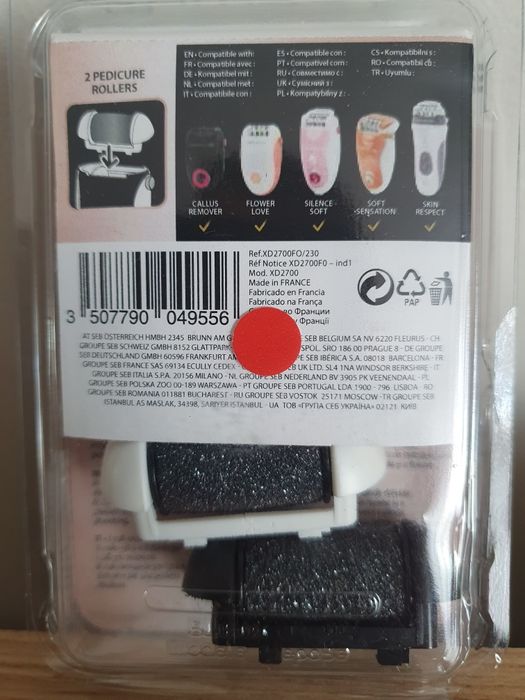 2 PEDICURE
ROLLERS
EN • Compatible with:
FR • Compatible avec :
DE • Kompatibel mit :
NL • Compatibel met :
IT • Compatibile con :
ES • Compatible con :
PT • Compatível com :
RU • Совместимо с :
UK • Сумісний з :
PL • Kompatybilny z :
CS • Kompatibilní s :
RO • Compatibil cu :
TR • Uyumlu :
CALLUS
REMOVER
FLOWER
LOVE
SILENCE
SOFT
SOFT
SENSATION
SKIN
RESPECT
3 507790 049556
Ref.XD2700FO/230
Réf Notice XD2700F0 – ind1
Mod. XD2700
Made in FRANCE
Fabricado en Francia
Fabricado na França
во Франции
у Франції
PAP
AT SEB ÖSTERREICH HMBH 2345 BRUNN AM G SEB BELGIUM SA NV 6220 FLEURUS - CH
GROUPE SEB SCHWEIZ GMBH 8152 GLATTPAR SPOL. SRO 186 00 PRAGUE 8 - DE GROUPE
SEB DEUTSCHLAND GMBH 60596 FRANKFURT AM SEB IBÉRICA S.A. 08018 BARCELONA - FR
GROUPE SEB FRANCE SAS 69134 ECULLY CEDEX - SEB UK LTD. SL4 1NA WINDSOR BERKSHIRE - IT
GROUPE SEB ITALIA S.P.A. 20156 MILANO - NL GROUPE SEB NEDERLAND BV 3905 PK VEENENDAAL - PL
GROUPE SEB POLSKA ZOO 00-189 WARSZAWA - PT GROUPE SEB PORTUGAL LDA 1900 - 796 LISBOA - RO
GROUPE SEB ROMANIA 011881 BUCHAREST - RU GROUPE SEB VOSTOK 25171 MOSCOW - TR GROUPE SEB
ISTANBUL AS MASLAK, 34398, SARIYER ISTANBUL - UA ТОВ «ГРУПА СЕБ УКРАЇНА» 02121 КИЇВ